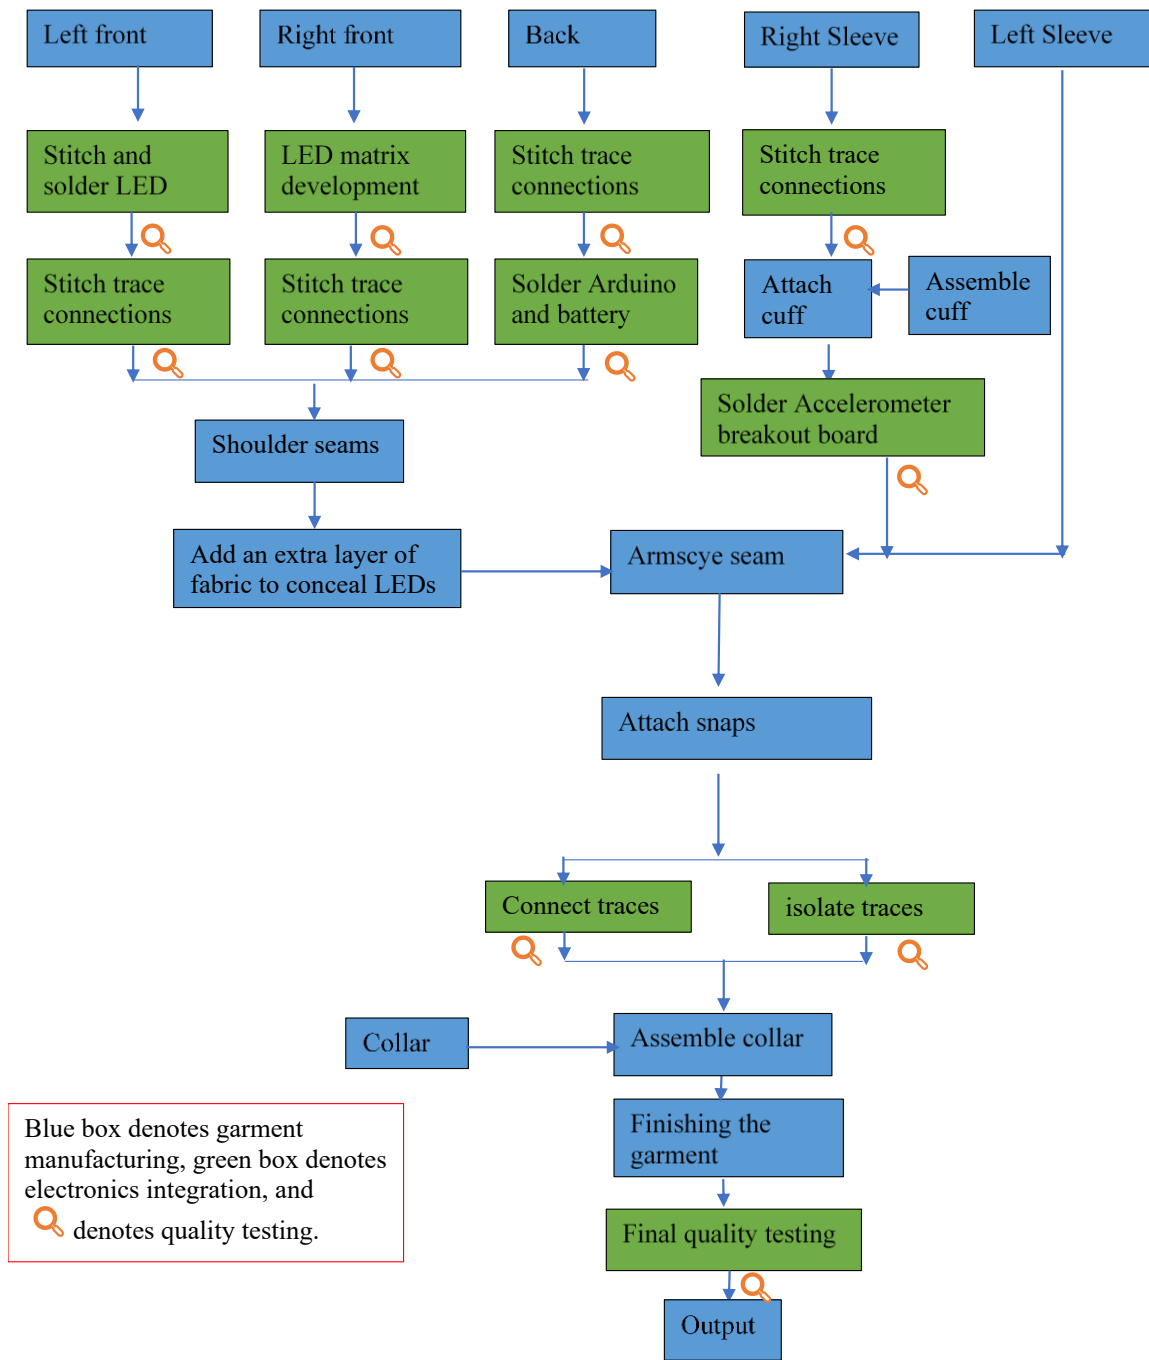 Left front
Right front
Back
Right Sleeve
Left Sleeve
Stitch and
solder LED
LED matrix
development
Stitch trace
connections
Stitch trace
connections
Stitch trace
connections
Stitch trace
connections
Solder Arduino
and battery
Attach
cuff
Assemble
cuff
Solder Accelerometer
breakout board
Shoulder seams
Add an extra layer of
fabric to conceal LEDs
Armscye seam
Attach snaps
Connect traces
isolate traces
Collar
Assemble collar
Finishing the
garment
Blue box denotes garment
manufacturing, green box denotes
electronics integration, and
denotes quality testing.
Final quality testing
Output